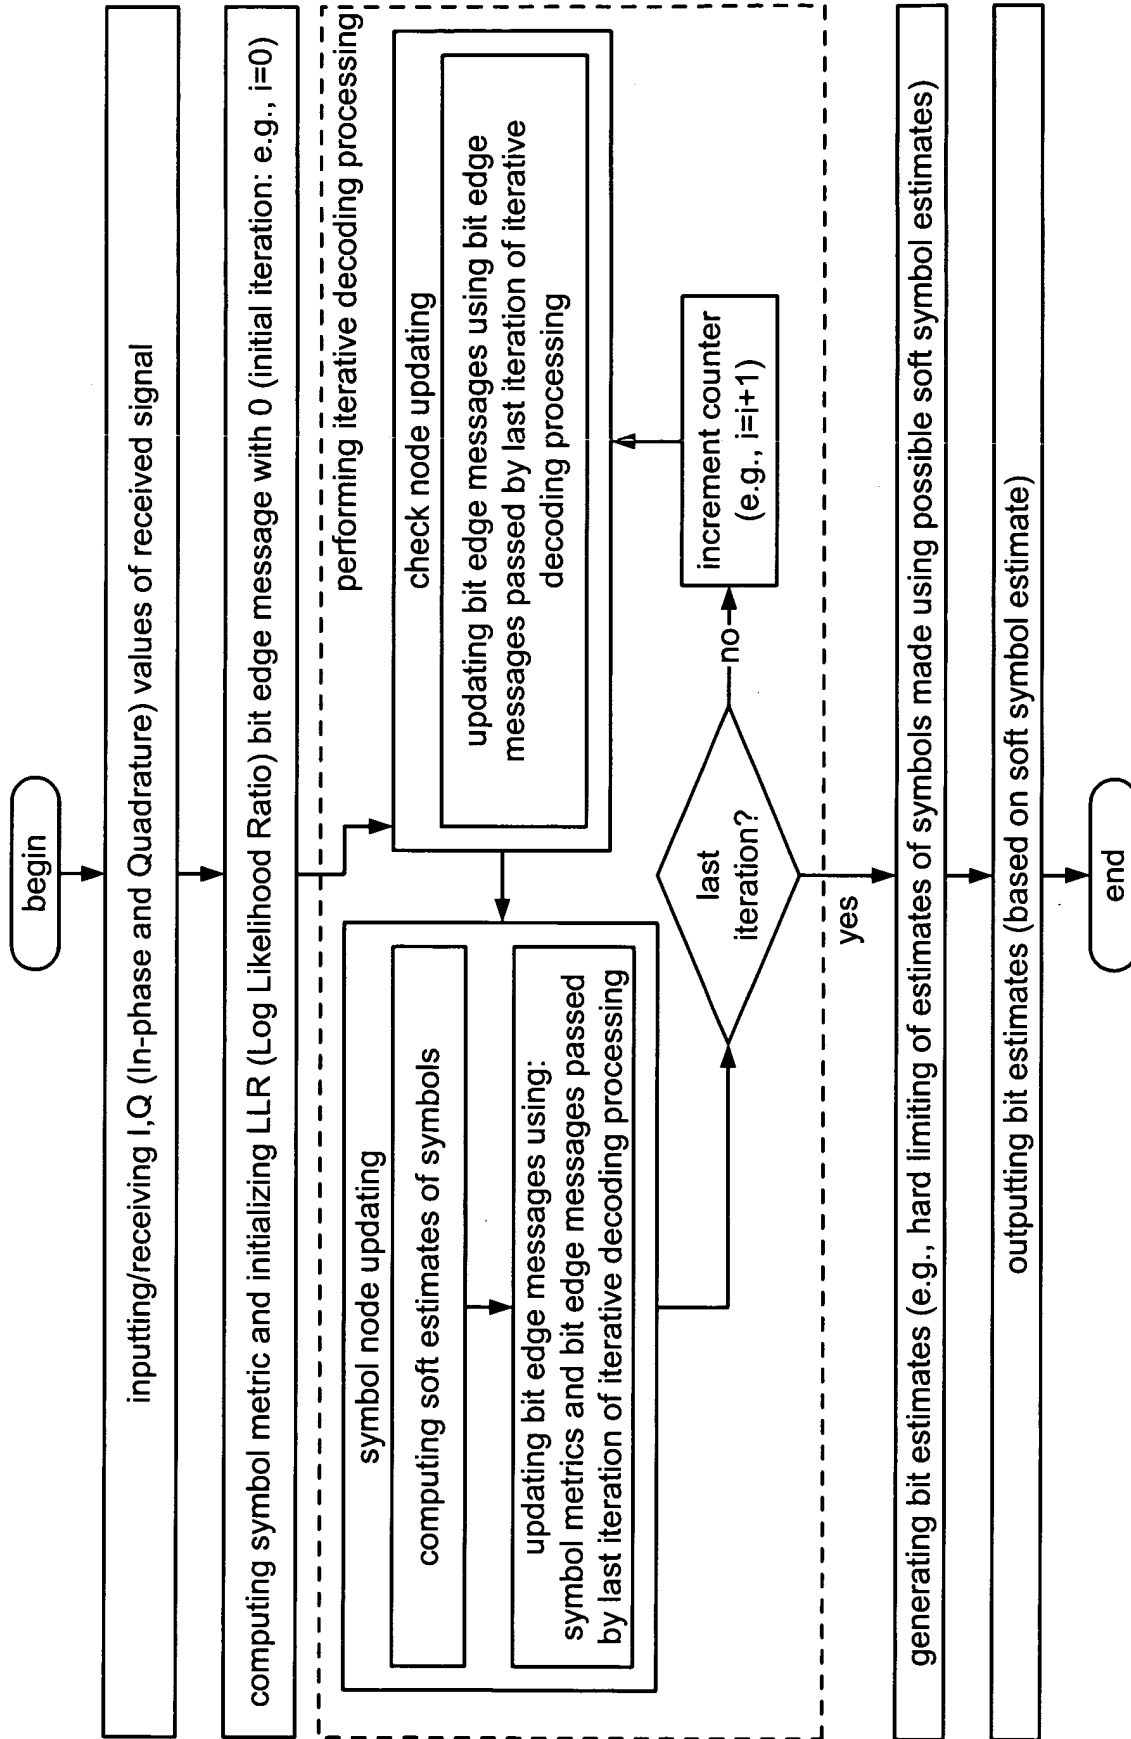 begin
inputting/receiving I,Q (In-phase and Quadrature) values of received signal
computing symbol metric and initializing LLR (Log Likelihood Ratio) bit edge message with 0 (initial iteration: e.g., i=0)
performing iterative decoding processing
check node updating
updating bit edge messages using bit edge
messages passed by last iteration of iterative
decoding processing
symbol node updating
computing soft estimates of symbols
updating bit edge messages using:
symbol metrics and bit edge messages passed
by last iteration of iterative decoding processing
last
iteration?
no
increment counter
(e.g., i=i+1)
yes
generating bit estimates (e.g., hard limiting of estimates of symbols made using possible soft symbol estimates)
outputting bit estimates (based on soft symbol estimate)
end